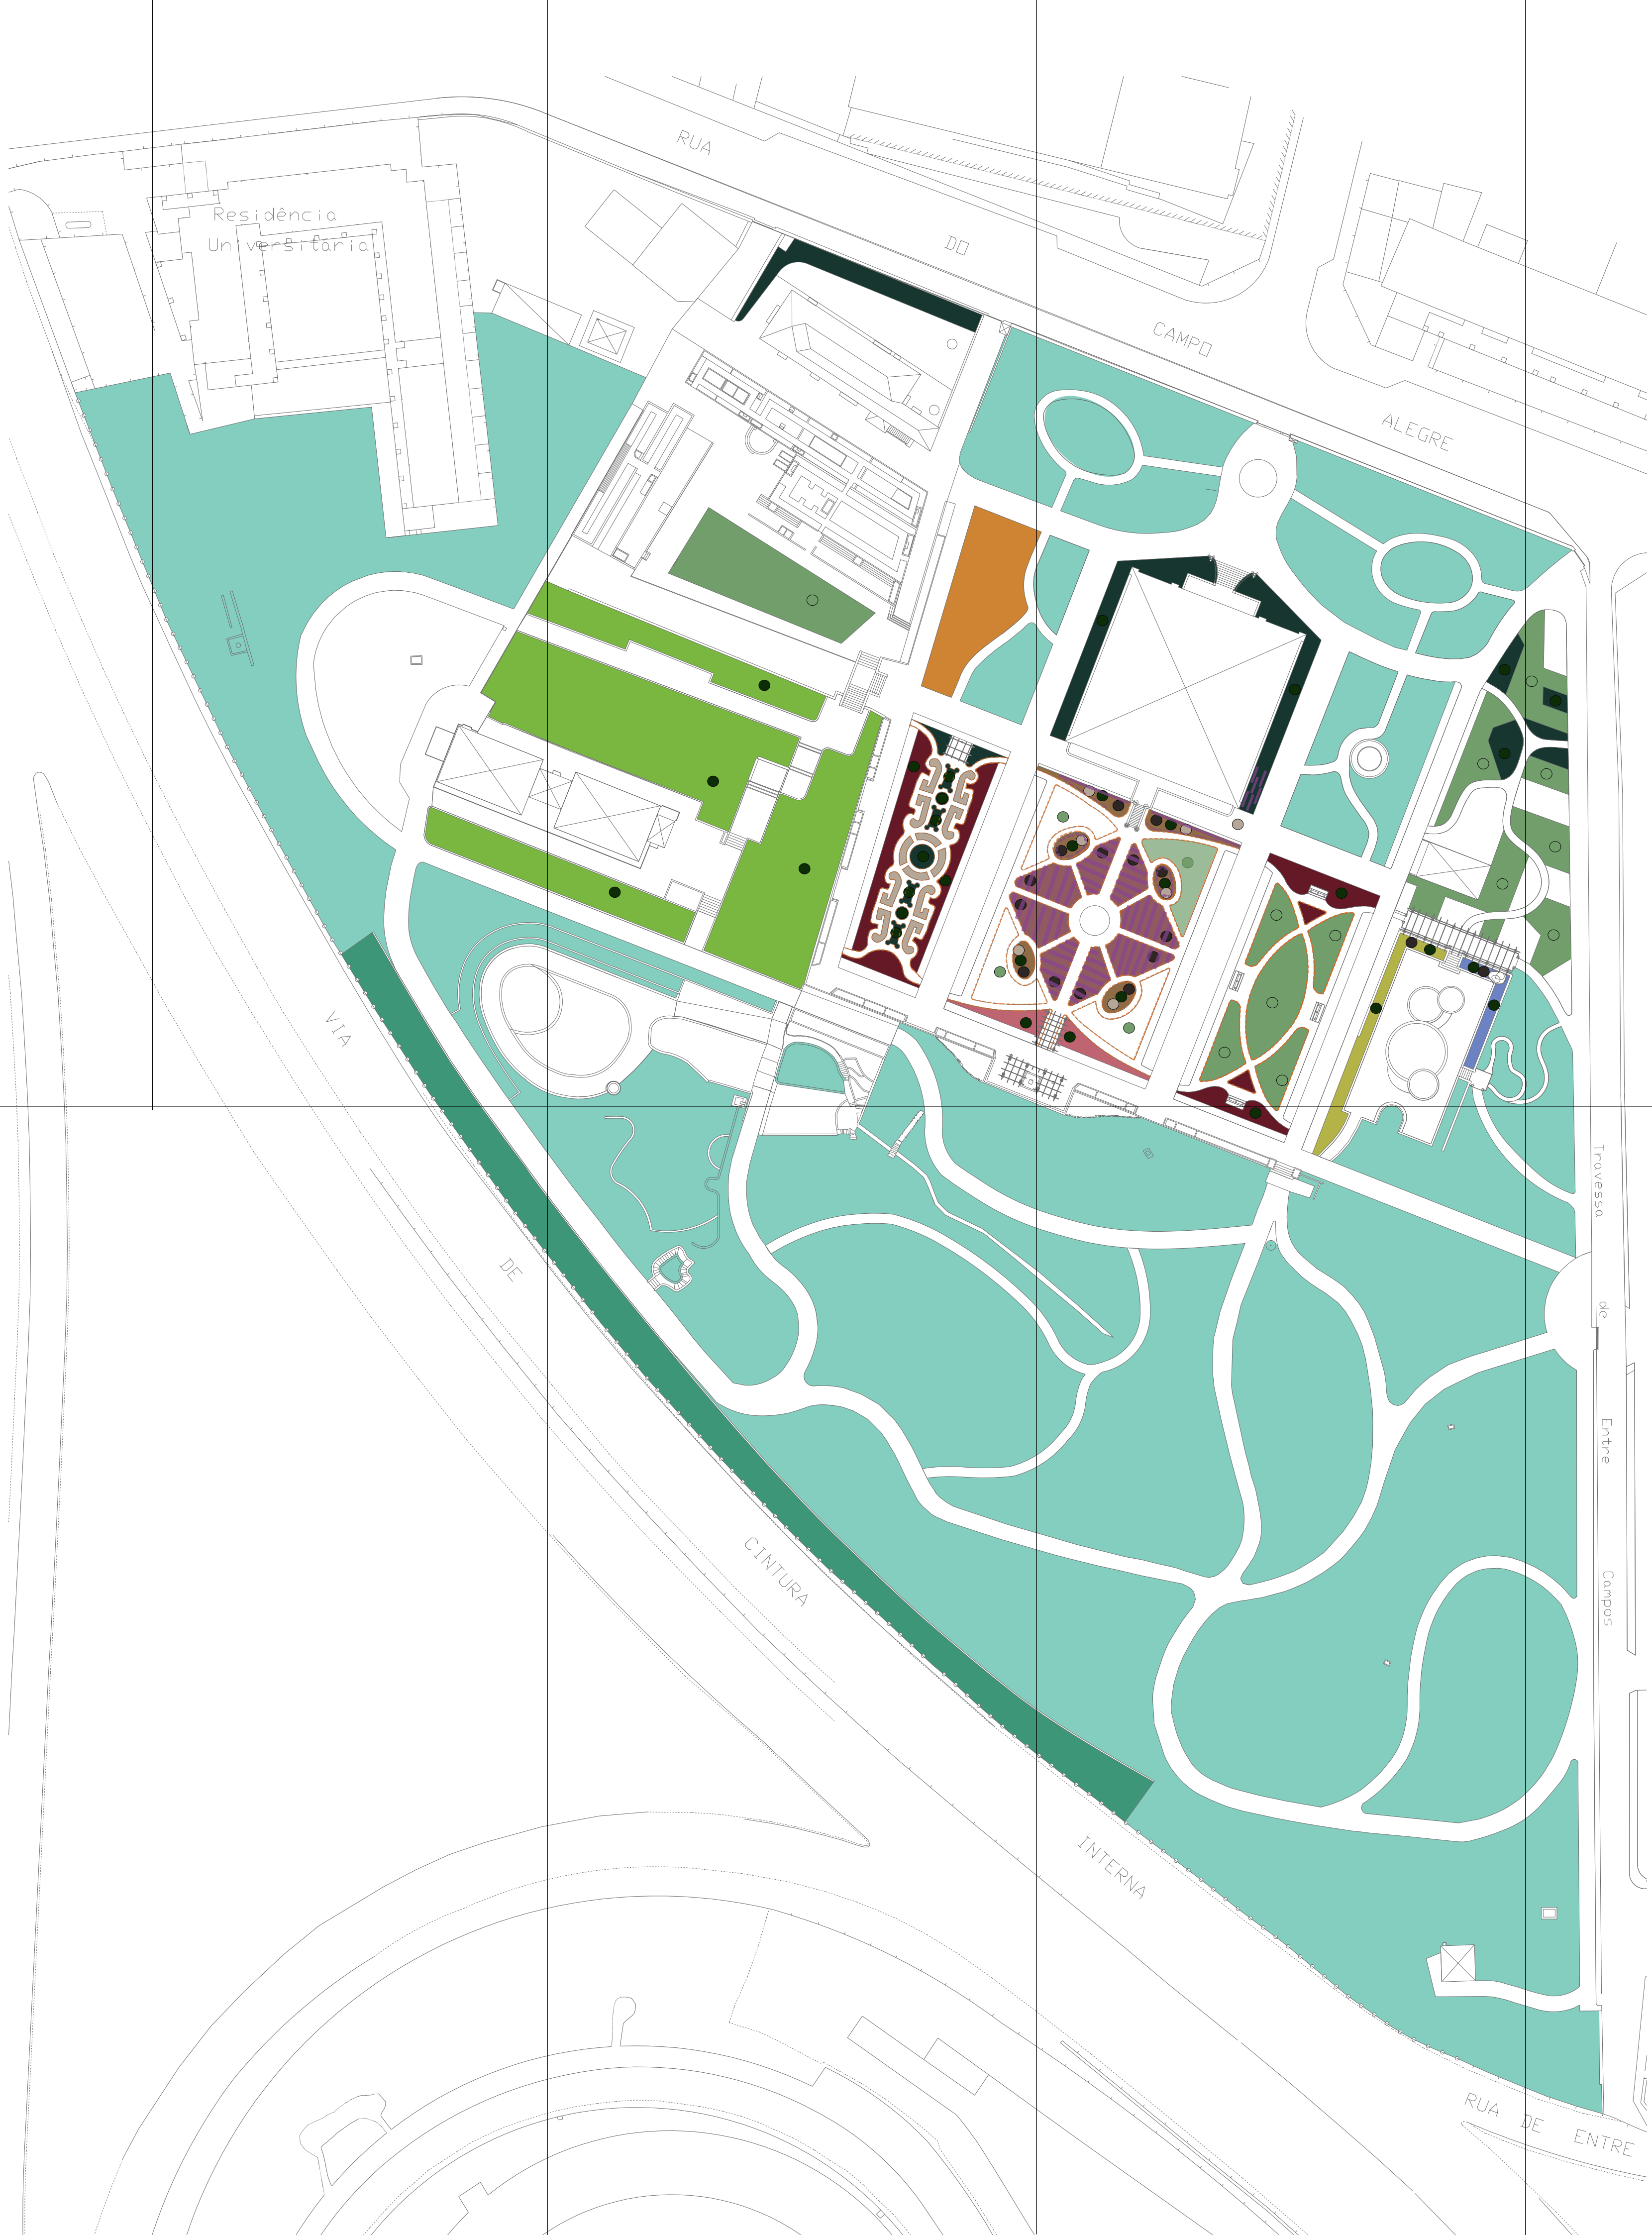 RUA
DO
CAMPO
ALEGRE
Residência
Universitária
VIA
DE
CINTURA
INTERNA
Travessa
de
Entre
Campos
RUA DE ENTRE